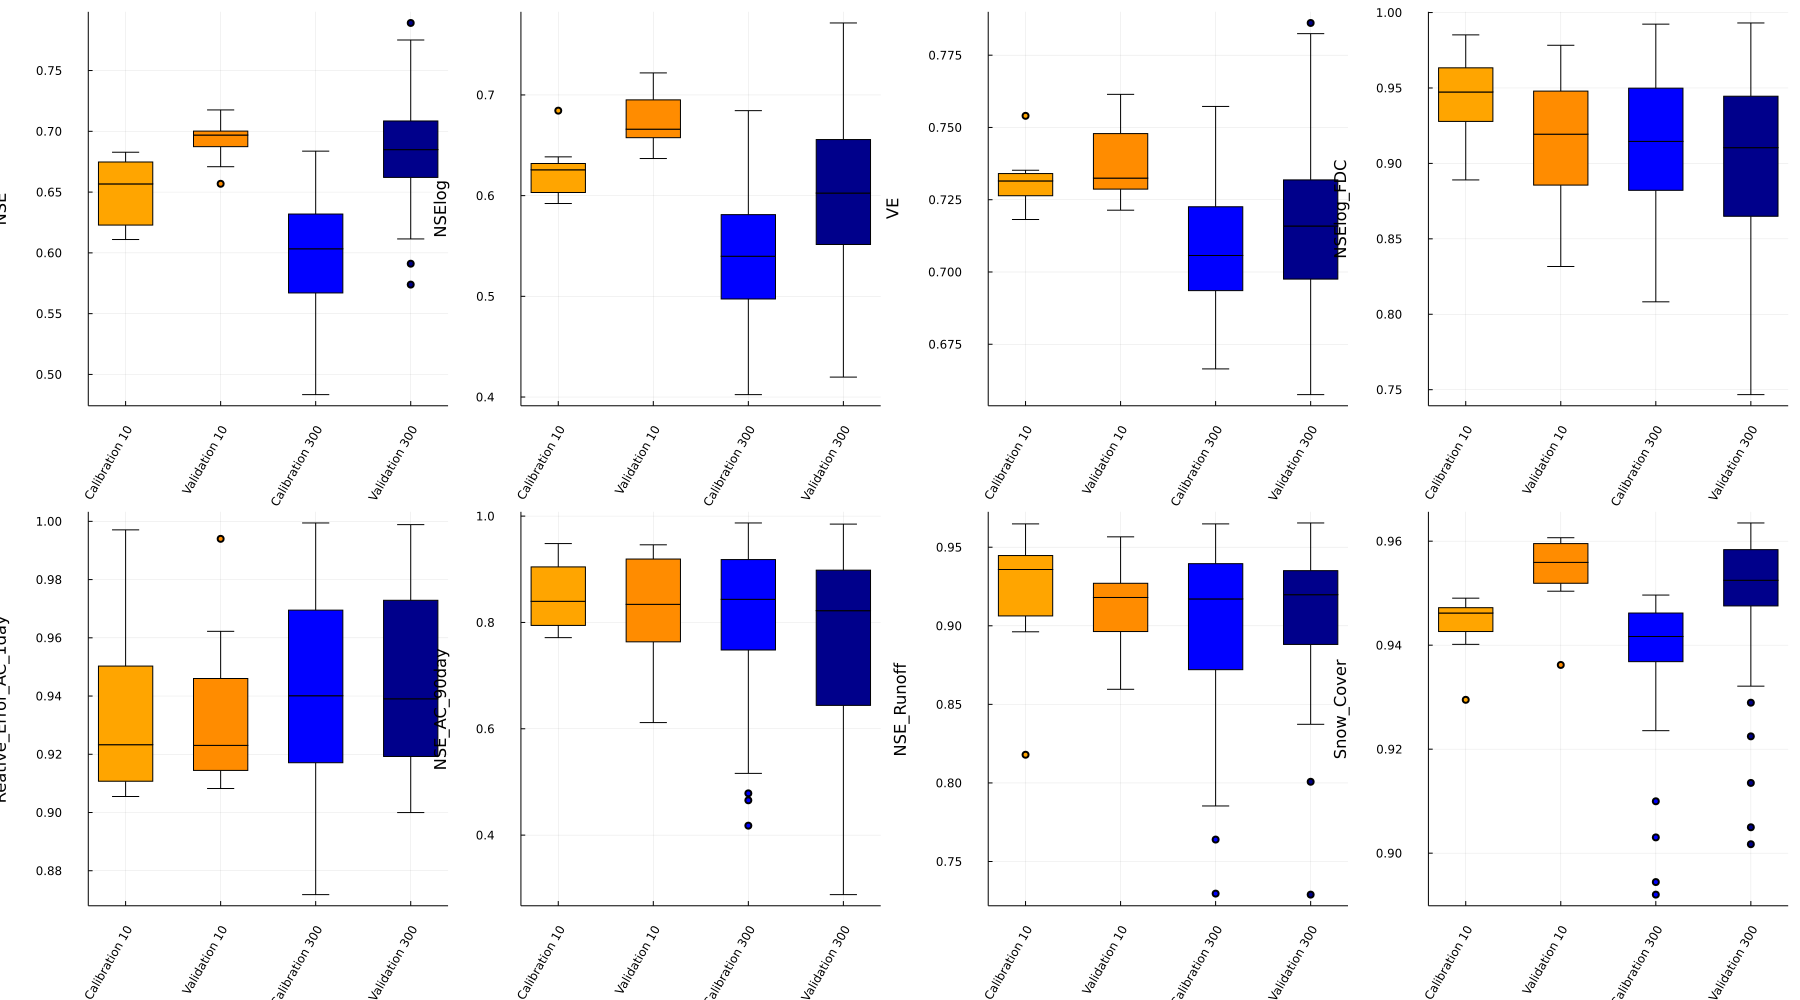 NSE
0.75
0.70
0.65
0.60
0.55
0.50
Calibration 10
Validation 10
Calibration 300
Validation 300
NSElog
0.7
0.6
0.5
0.4
Calibration 10
Validation 10
Calibration 300
Validation 300
VE
0.775
0.750
0.725
0.700
0.675
Calibration 10
Validation 10
Calibration 300
Validation 300
NSElog_FDC
1.00
0.95
0.90
0.85
0.80
0.75
Calibration 10
Validation 10
Calibration 300
Validation 300
1.00
0.98
0.96
0.94
0.92
0.90
0.88
Calibration 10
Validation 10
Calibration 300
Validation 300
NSE_AC_90day
1.0
0.8
0.6
0.4
Calibration 10
Validation 10
Calibration 300
Validation 300
NSE_Runoff
0.95
0.90
0.85
0.80
0.75
Calibration 10
Validation 10
Calibration 300
Validation 300
Snow_Cover
0.96
0.94
0.92
0.90
Calibration 10
Validation 10
Calibration 300
Validation 300